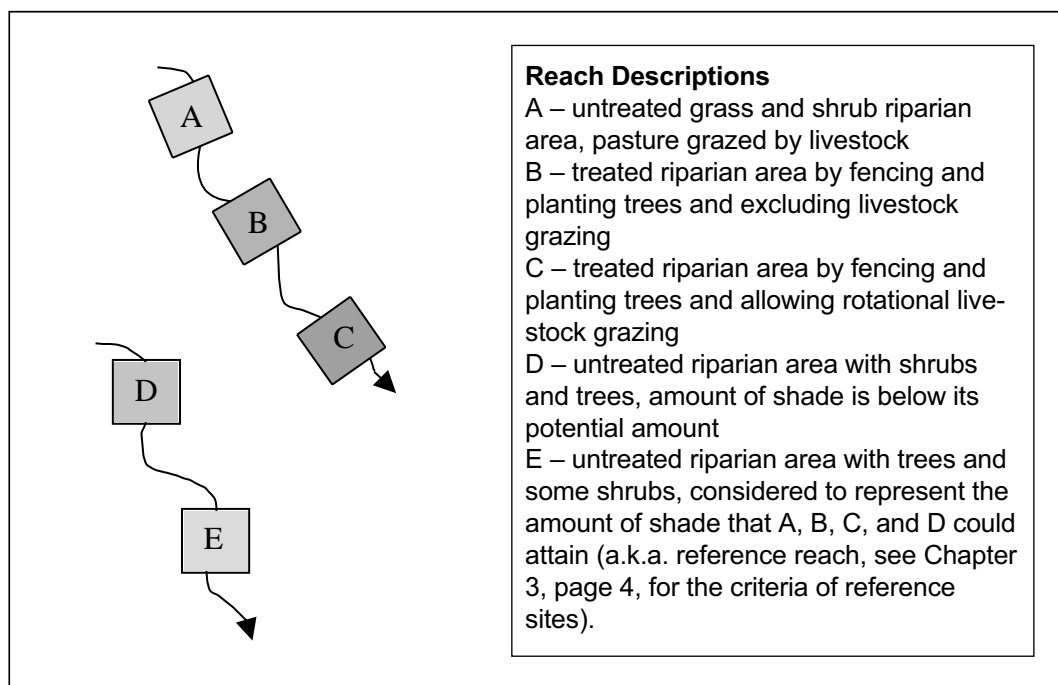 A
B
C
D
E
Reach Descriptions
A – untreated grass and shrub riparian
area, pasture grazed by livestock
B – treated riparian area by fencing and
planting trees and excluding livestock
grazing
C – treated riparian area by fencing and
planting trees and allowing rotational live-
stock grazing
D – untreated riparian area with shrubs
and trees, amount of shade is below its
potential amount
E – untreated riparian area with trees and
some shrubs, considered to represent the
amount of shade that A, B, C, and D could
attain (a.k.a. reference reach, see Chapter
3, page 4, for the criteria of reference
sites).